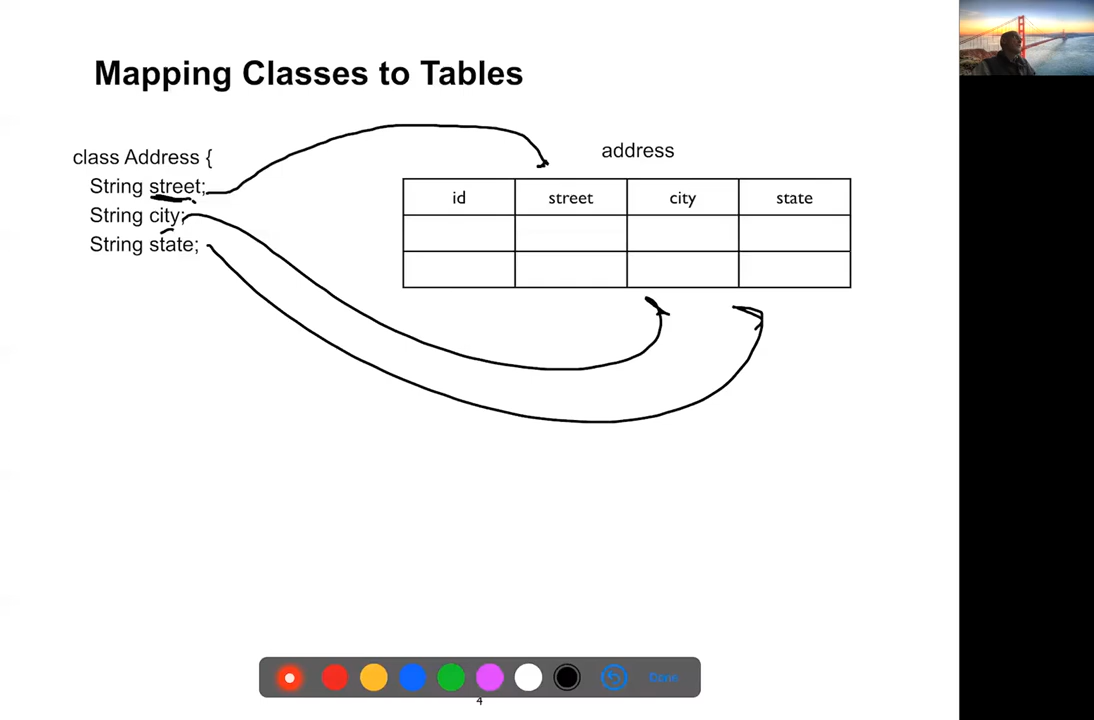 Mapping Classes to Tables
class Address {
String street;
String city;
String state;
address
id street city state
Done
4